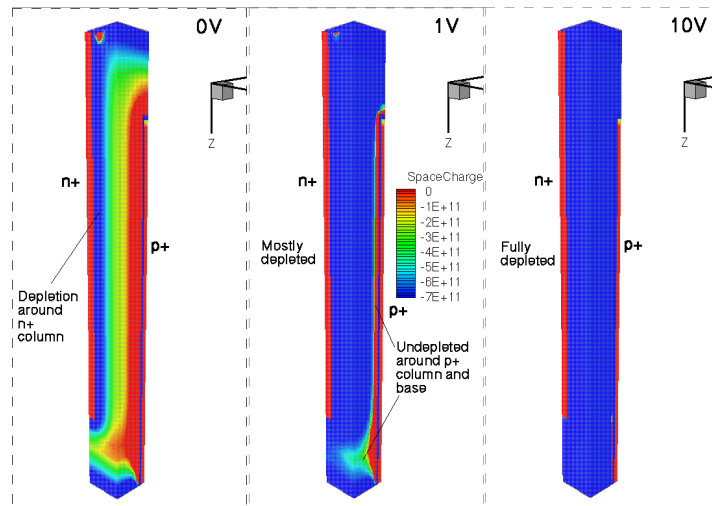 0V
Z
n+
p+
Depletion
around
n+
column
1V
Z
n+
SpaceCharge
0
-1E+11
-2E+11
-3E+11
-4E+11
-5E+11
-6E+11
-7E+11
Mostly
depleted
p+
Undepleted
around p+
column and
base
10V
Z
n+
p+
Fully
depleted